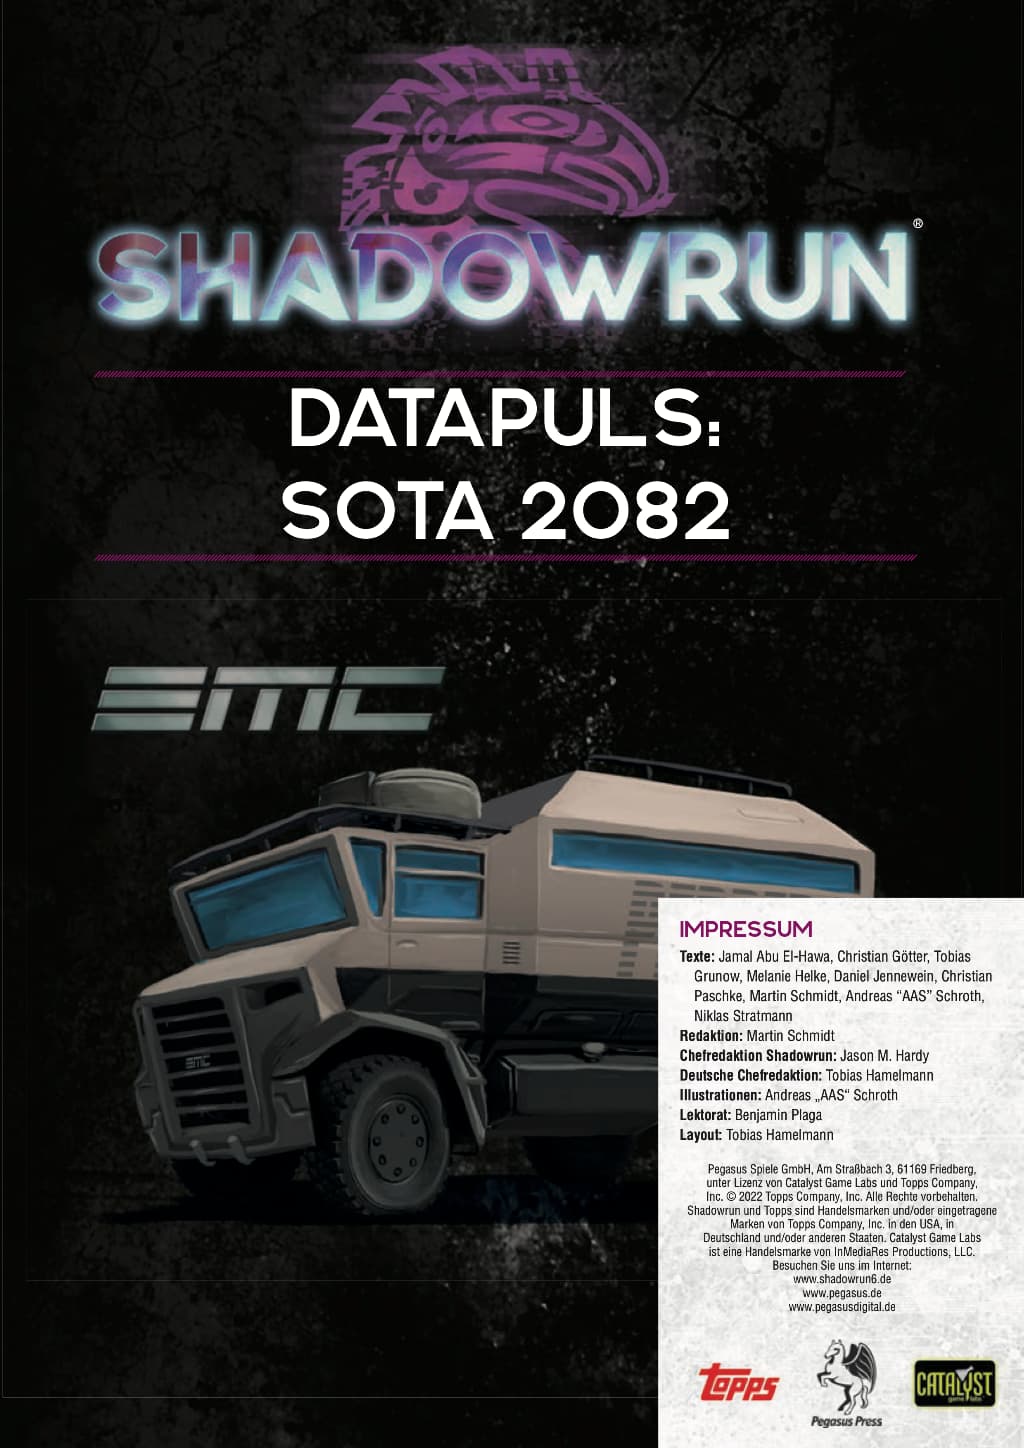 SHADOWRUN®
DATAPULS:
SOTA 2082
EMC
EMC
IMPRESSUM
Texte: Jamal Abu El-Hawa, Christian Götter, Tobias
Grunow, Melanie Helke, Daniel Jennewein, Christian
Paschke, Martin Schmidt, Andreas “AAS” Schroth,
Niklas Stratmann
Redaktion: Martin Schmidt
Chefredaktion Shadowrun: Jason M. Hardy
Deutsche Chefredaktion: Tobias Hamelmann
Illustrationen: Andreas „AAS“ Schroth
Lektorat: Benjamin Plaga
Layout: Tobias Hamelmann
Pegasus Spiele GmbH, Am Straßbach 3, 61169 Friedberg,
unter Lizenz von Catalyst Game Labs und Topps Company,
Inc. © 2022 Topps Company, Inc. Alle Rechte vorbehalten.
Shadowrun und Topps sind Handelsmarken und/oder eingetragene
Marken von Topps Company, Inc. in den USA, in
Deutschland und/oder anderen Staaten. Catalyst Game Labs
ist eine Handelsmarke von InMediaRes Productions, LLC.
Besuchen Sie uns im Internet:
www.shadowrun6.de
www.pegasus.de
www.pegasusdigital.de
topps
Pegasus Press
CATALYST
game labs